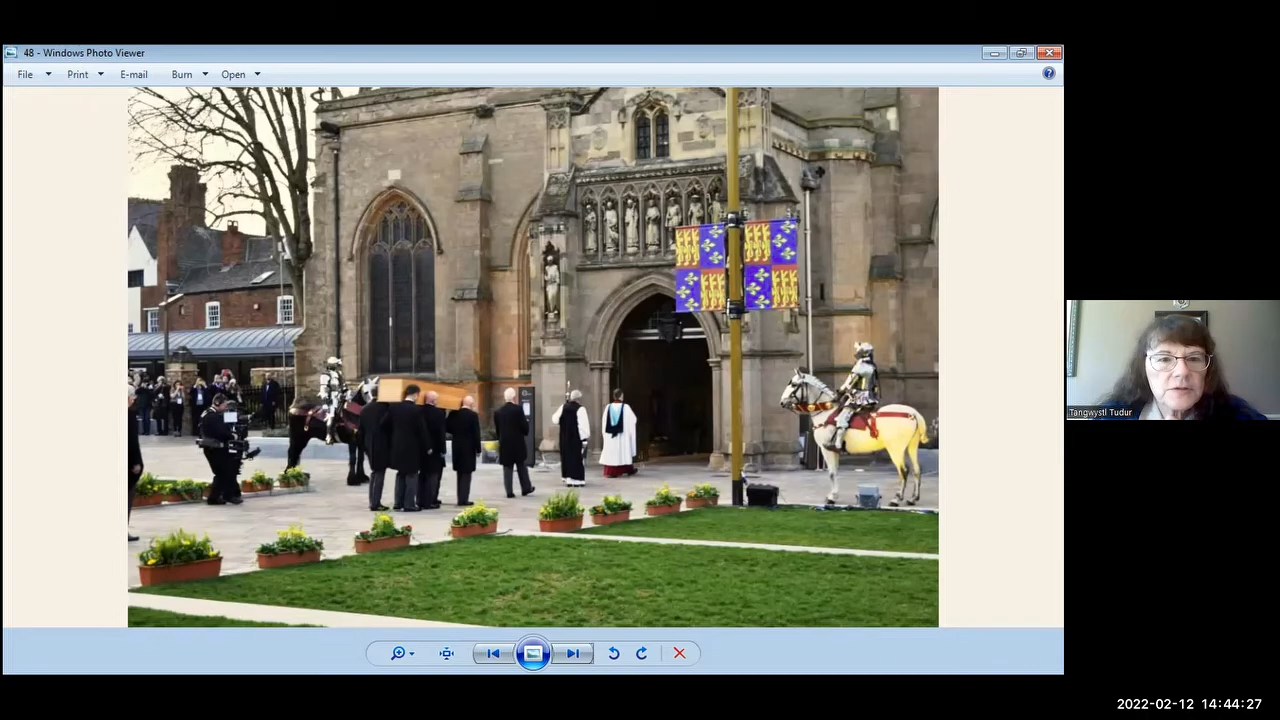 48 - Windows Photo Viewer
File Print E-mail Burn Open
Tangwystl Tudur
2022-02-12 14:44:27